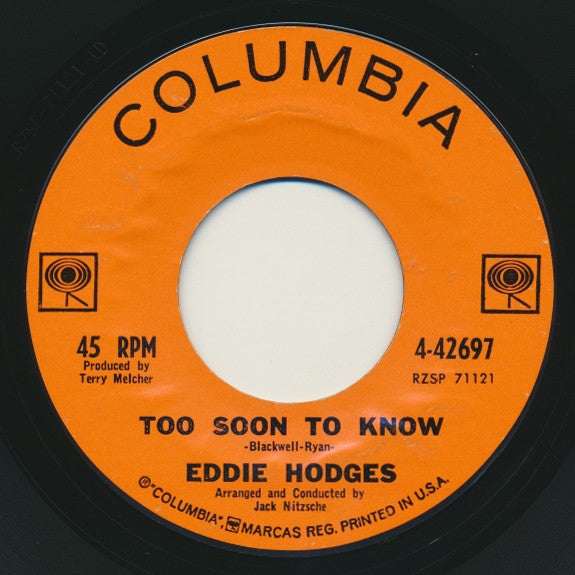 COLUMBIA
45 RPM
Produced by
Terry Melcher
4-42697
RZSP 71121
TOO SOON TO KNOW
-Blackwell-Ryan-
EDDIE HODGES
Arranged and Conducted by
Jack Nitzsche
®"COLUMBIA", MARCAS REG. PRINTED IN U.S.A.